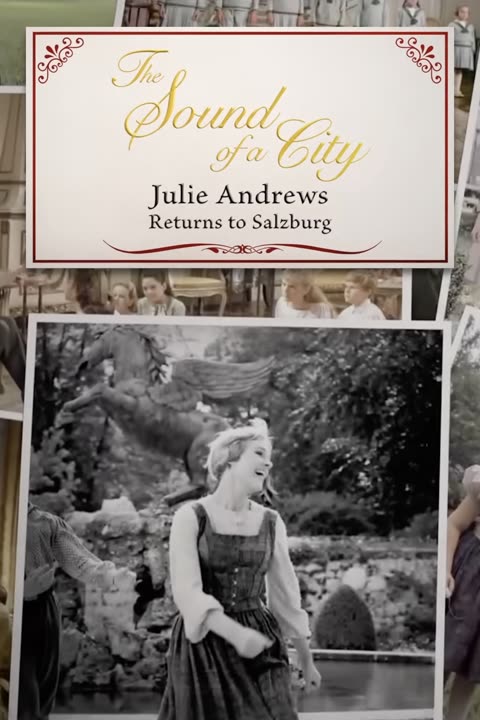 The
Sound
of a City
Julie Andrews
Returns to Salzburg